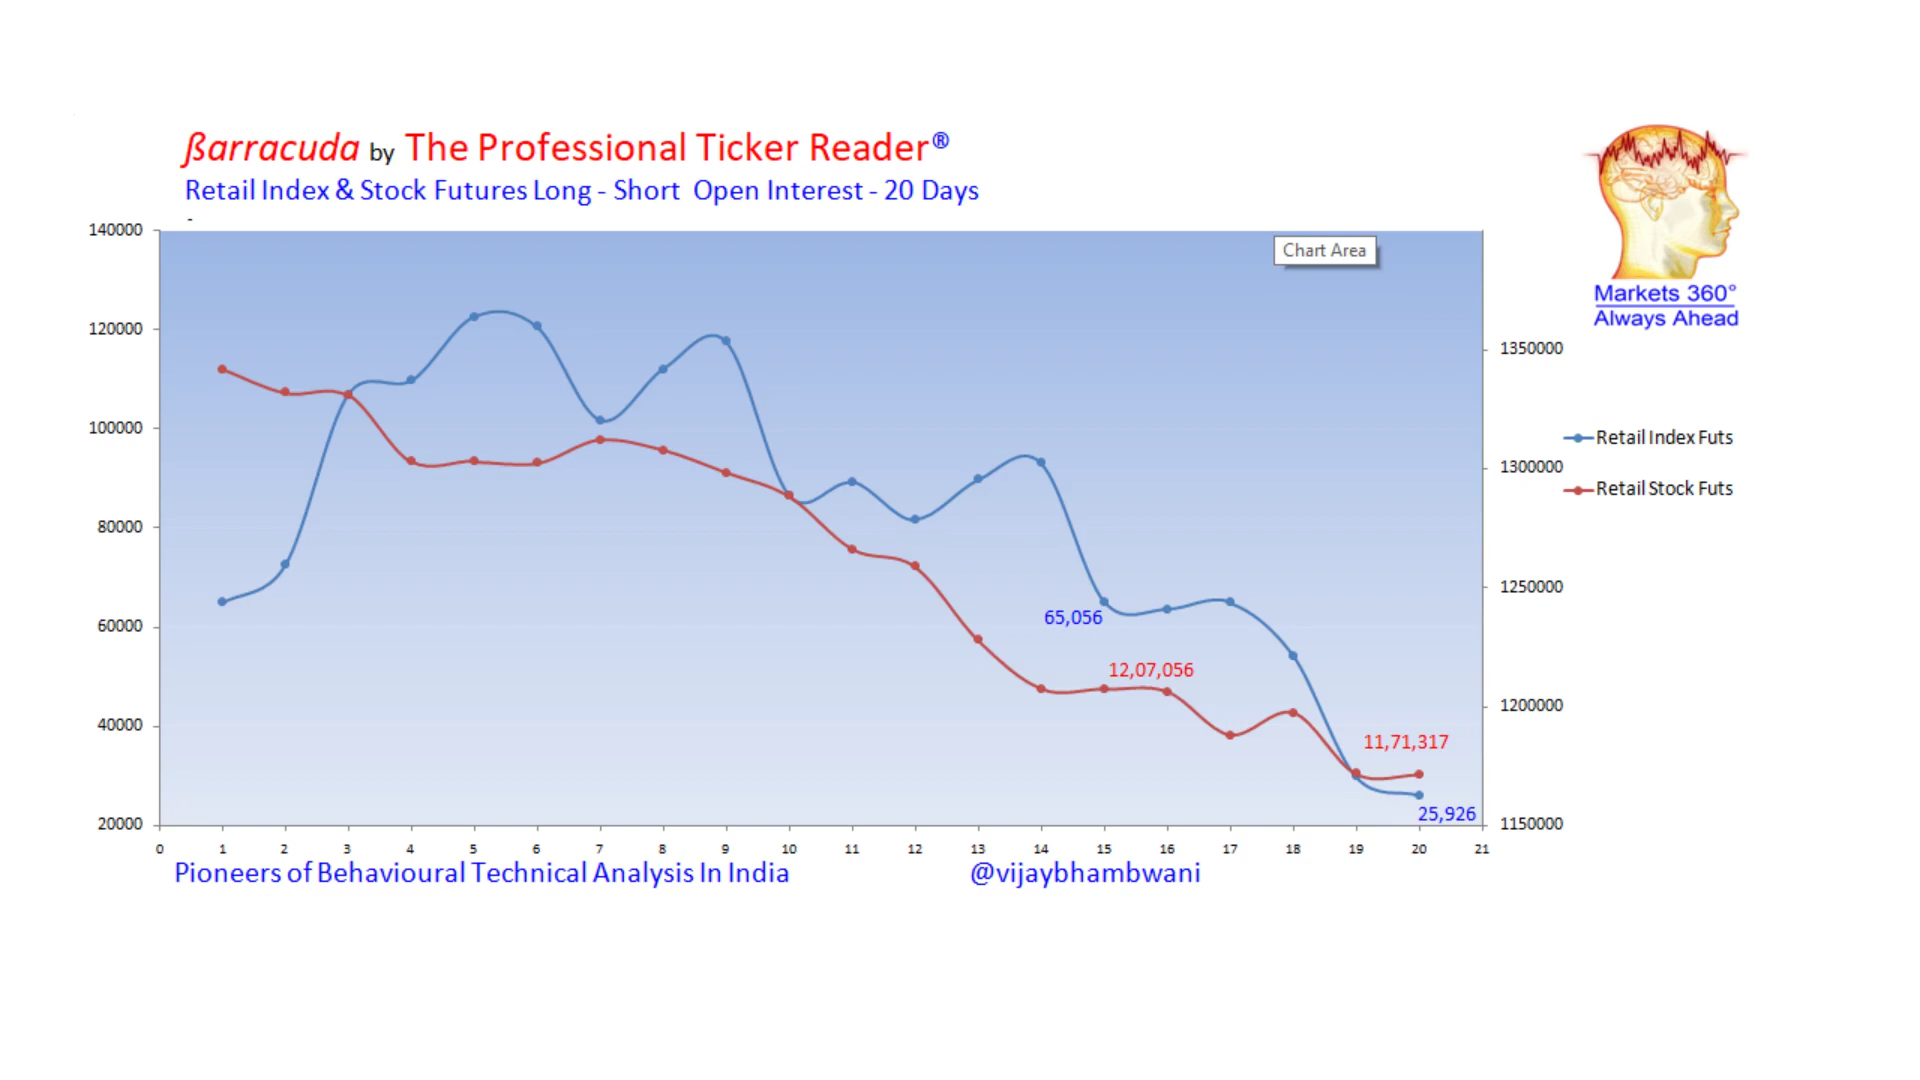 ßarracuda by The Professional Ticker Reader®
Retail Index & Stock Futures Long - Short Open Interest - 20 Days
-
Chart Area
Markets 360°
Always Ahead
140000
120000
100000
80000
60000
40000
20000
1350000
1300000
1250000
1200000
1150000
Retail Index Futs
Retail Stock Futs
65,056
12,07,056
11,71,317
25,926
0 1 2 3 4 5 6 7 8 9 10 11 12 13 14 15 16 17 18 19 20 21
Pioneers of Behavioural Technical Analysis In India @vijaybhambwani